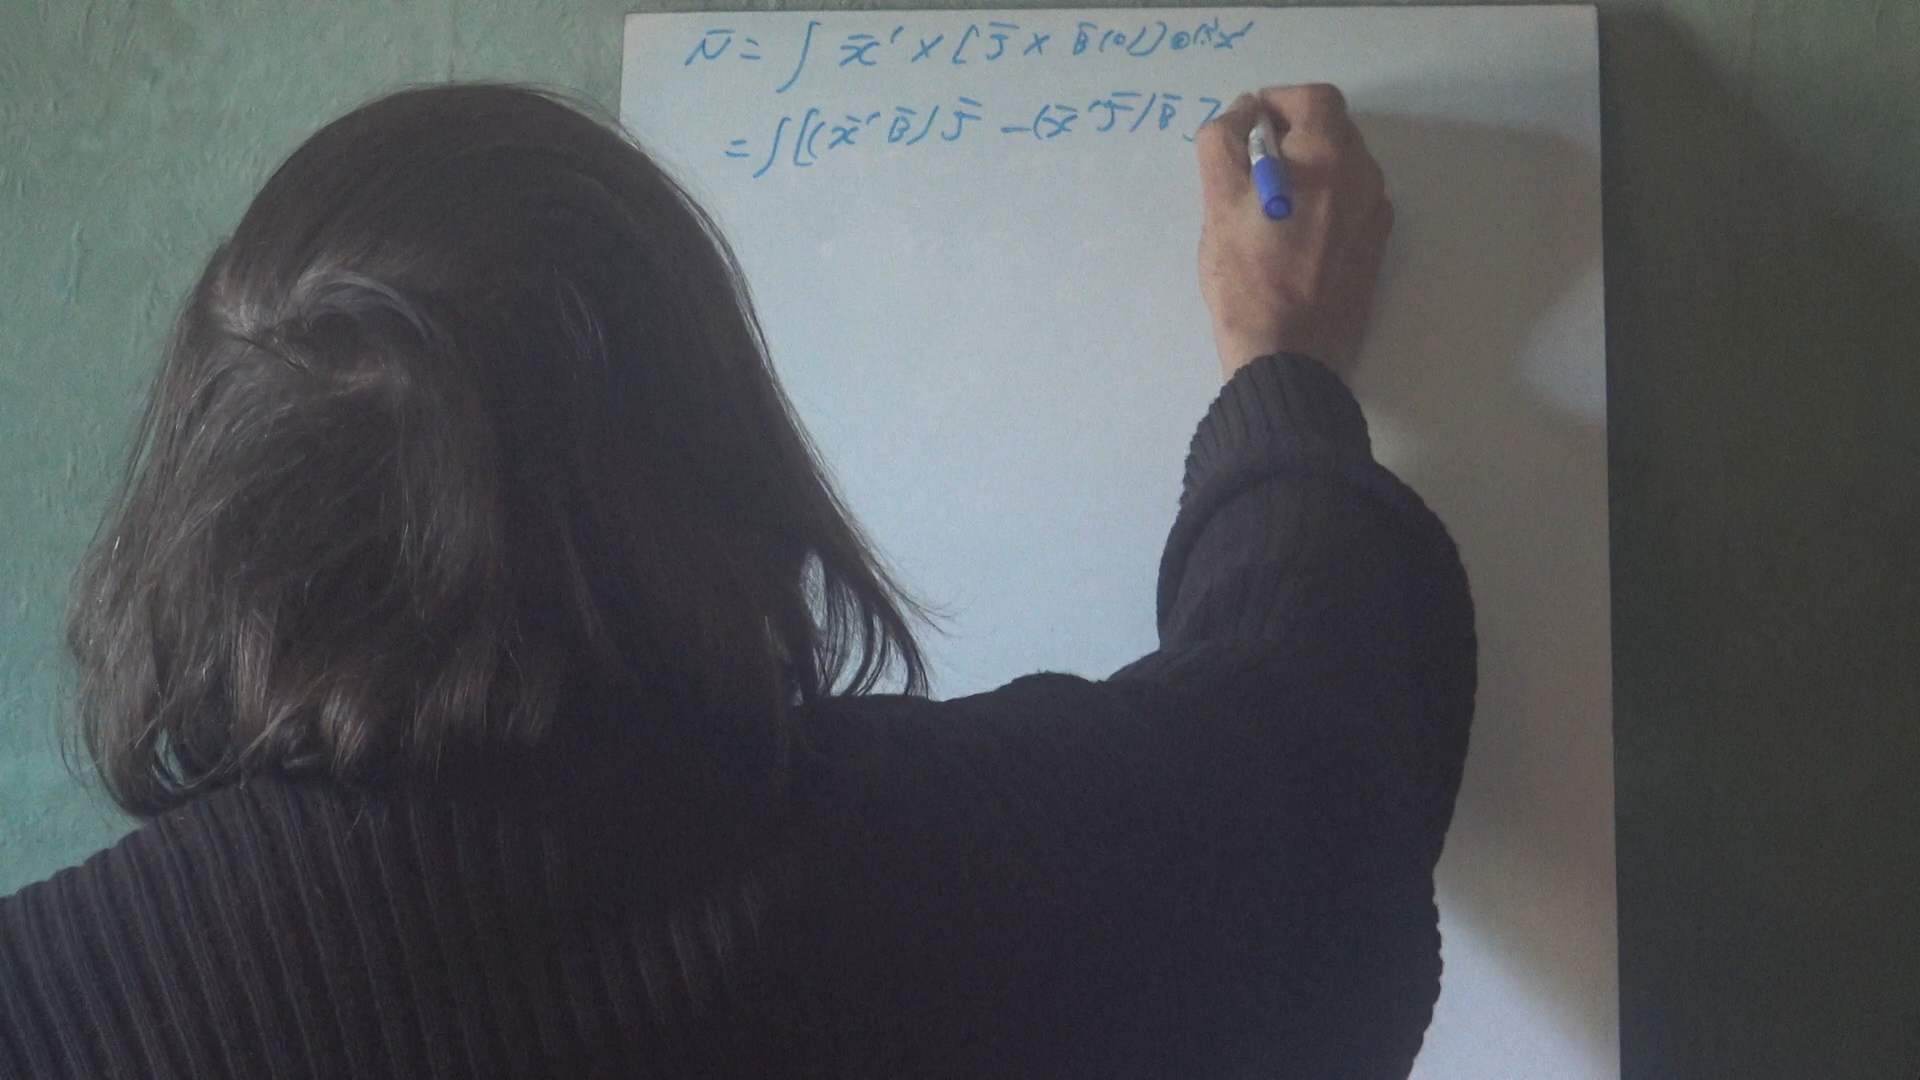 N̄ = ∫ x̄' × [J̄ × B̄(0)] d³x'
= ∫[(x̄' B̄) J̄ - (x̄' J̄) B̄ ]